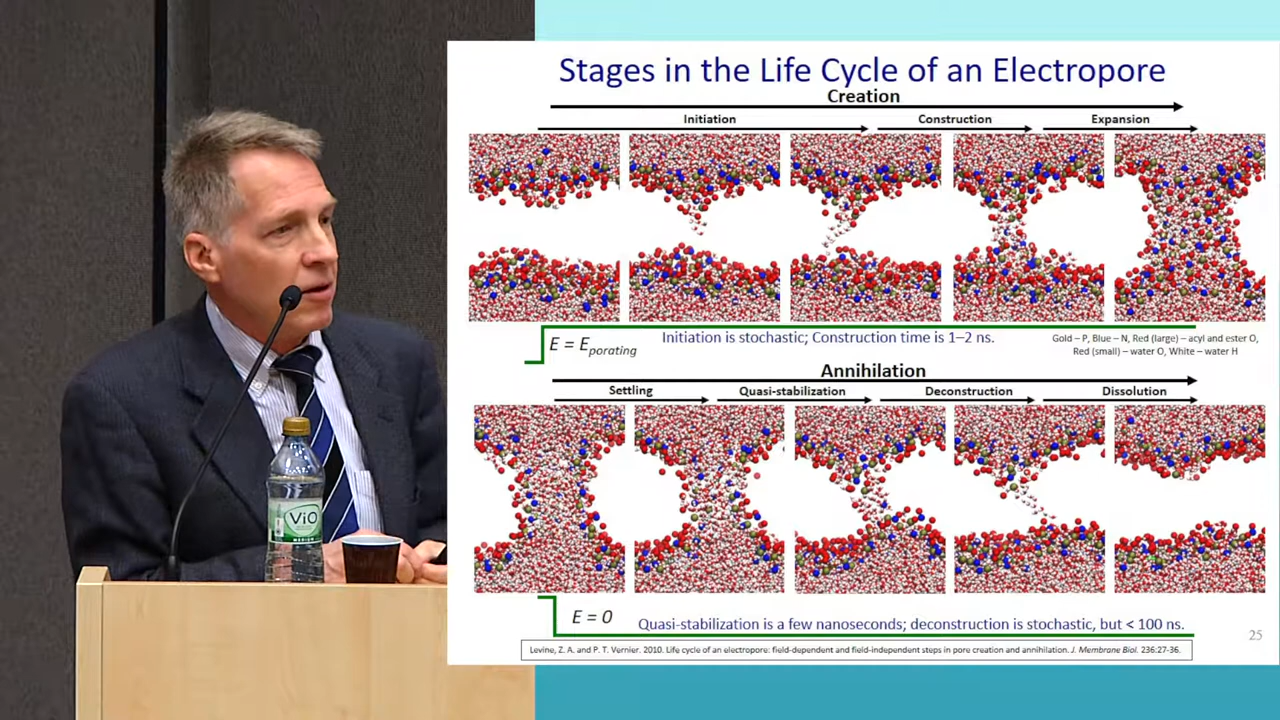 Stages in the Life Cycle of an Electropore
Creation
Initiation
Construction
Expansion
E = Eporating
Initiation is stochastic; Construction time is 1–2 ns.
Gold – P, Blue – N, Red (large) – acyl and ester O,
Red (small) – water O, White – water H
Annihilation
Settling
Quasi-stabilization
Deconstruction
Dissolution
E = 0
Quasi-stabilization is a few nanoseconds; deconstruction is stochastic, but < 100 ns.
25
Levine, Z. A. and P. T. Vernier. 2010. Life cycle of an electropore: field-dependent and field-independent steps in pore creation and annihilation. J. Membrane Biol. 236:27-36.
ViO
MEDIUM